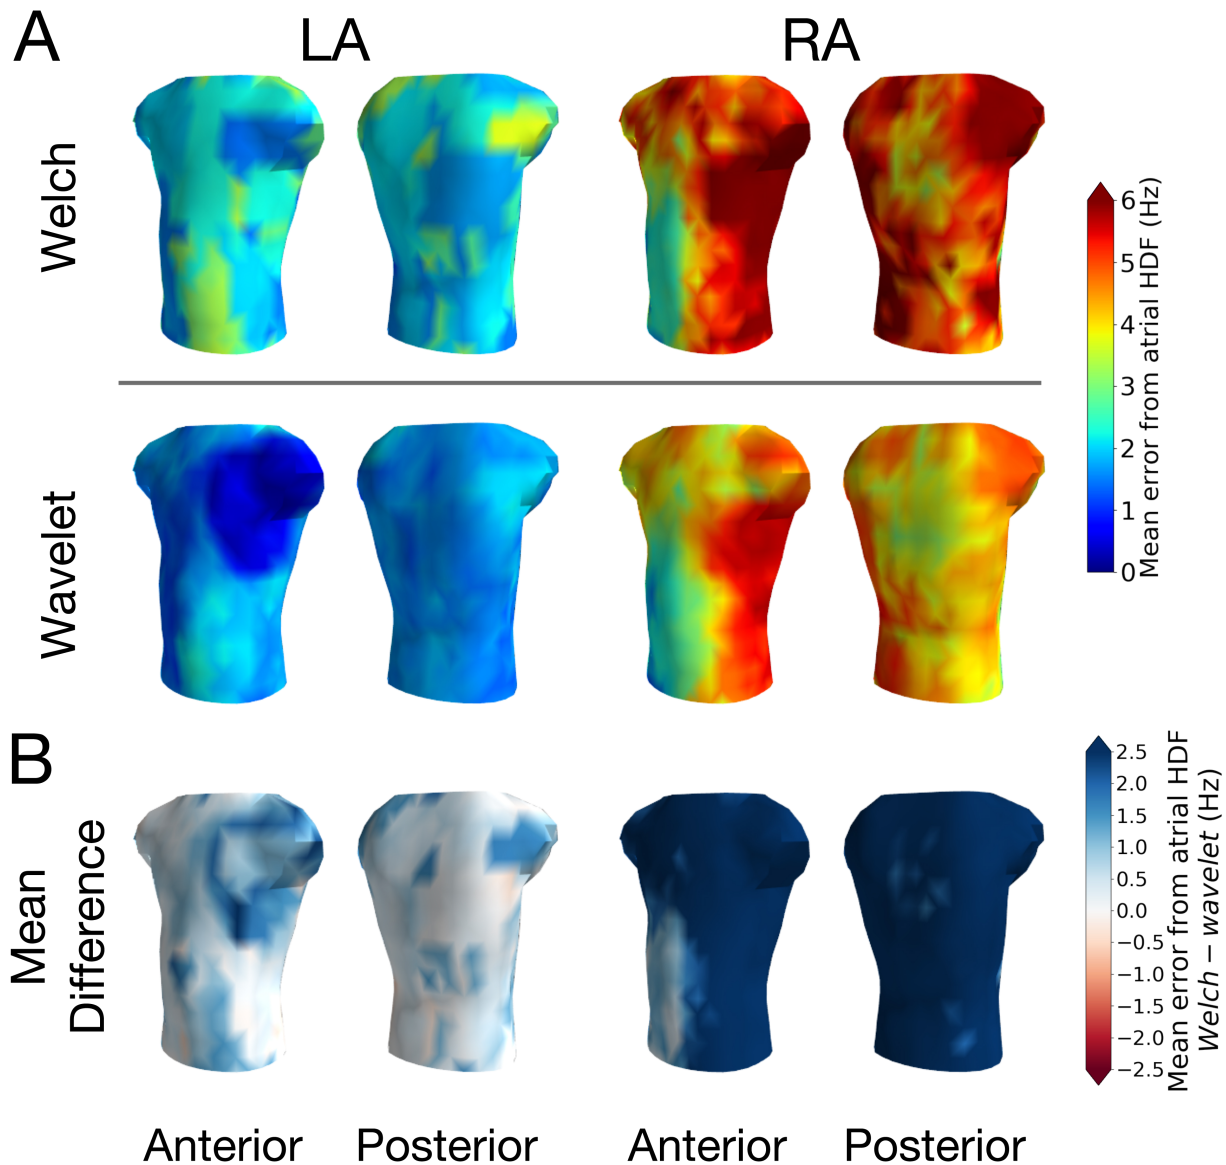 A
LA
RA
Welch
Wavelet
6
5
4
3
2
1
0
Mean error from atrial HDF (Hz)
B
Mean
Difference
2.5
2.0
1.5
1.0
0.5
0.0
−0.5
−1.0
−1.5
−2.0
−2.5
Mean error from atrial HDF
Welch − wavelet (Hz)
Anterior
Posterior
Anterior
Posterior